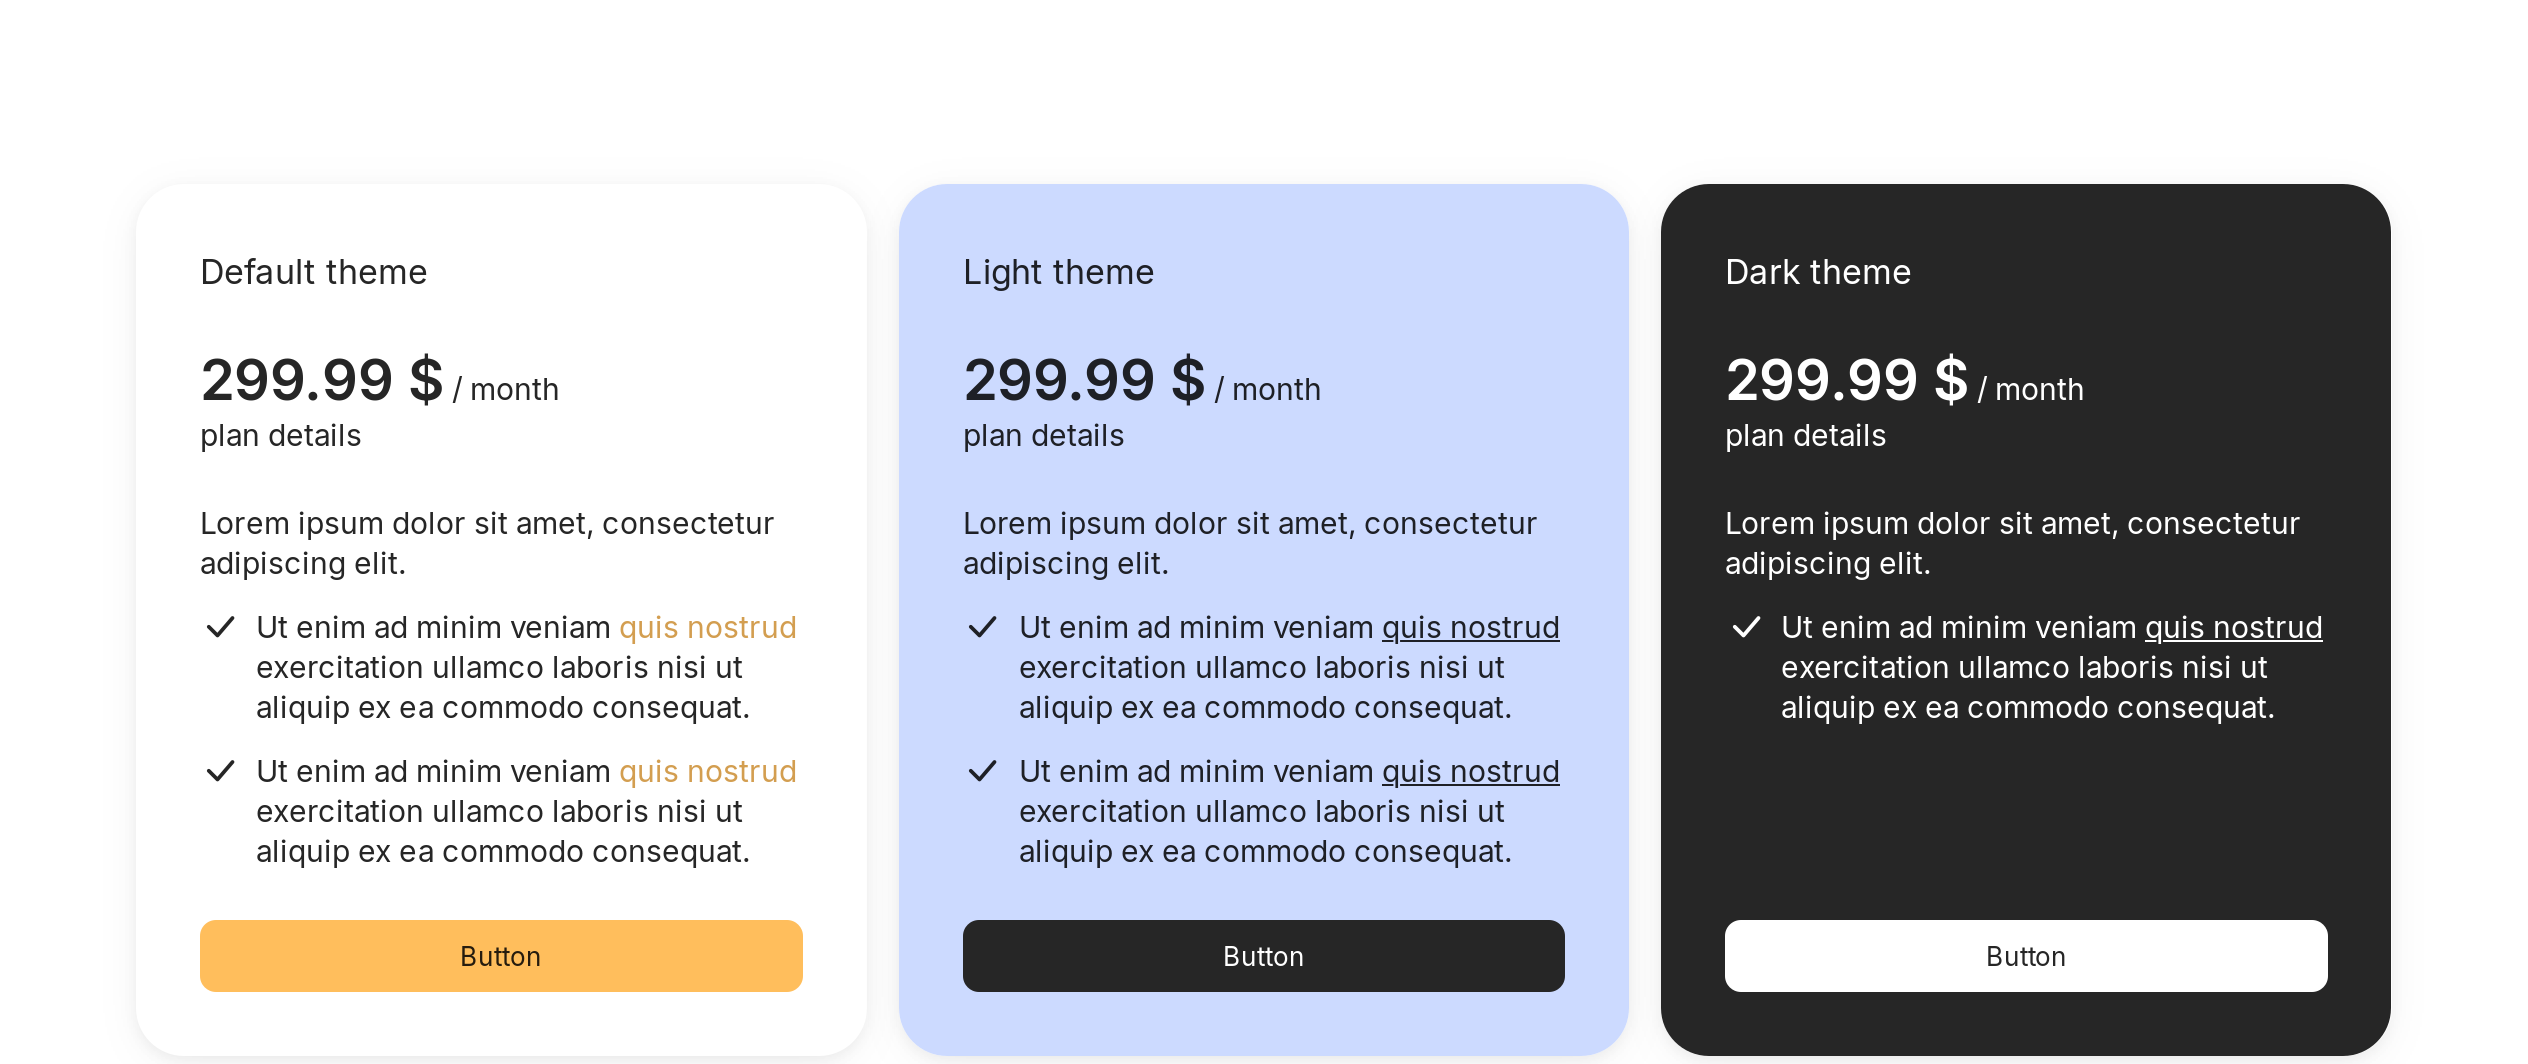 Default theme
299.99 $ / month
plan details
Lorem ipsum dolor sit amet, consectetur
adipiscing elit.
Ut enim ad minim veniam quis nostrud
exercitation ullamco laboris nisi ut
aliquip ex ea commodo consequat.
Ut enim ad minim veniam quis nostrud
exercitation ullamco laboris nisi ut
aliquip ex ea commodo consequat.
Button
Light theme
299.99 $ / month
plan details
Lorem ipsum dolor sit amet, consectetur
adipiscing elit.
Ut enim ad minim veniam quis nostrud
exercitation ullamco laboris nisi ut
aliquip ex ea commodo consequat.
Ut enim ad minim veniam quis nostrud
exercitation ullamco laboris nisi ut
aliquip ex ea commodo consequat.
Button
Dark theme
299.99 $ / month
plan details
Lorem ipsum dolor sit amet, consectetur
adipiscing elit.
Ut enim ad minim veniam quis nostrud
exercitation ullamco laboris nisi ut
aliquip ex ea commodo consequat.
Button